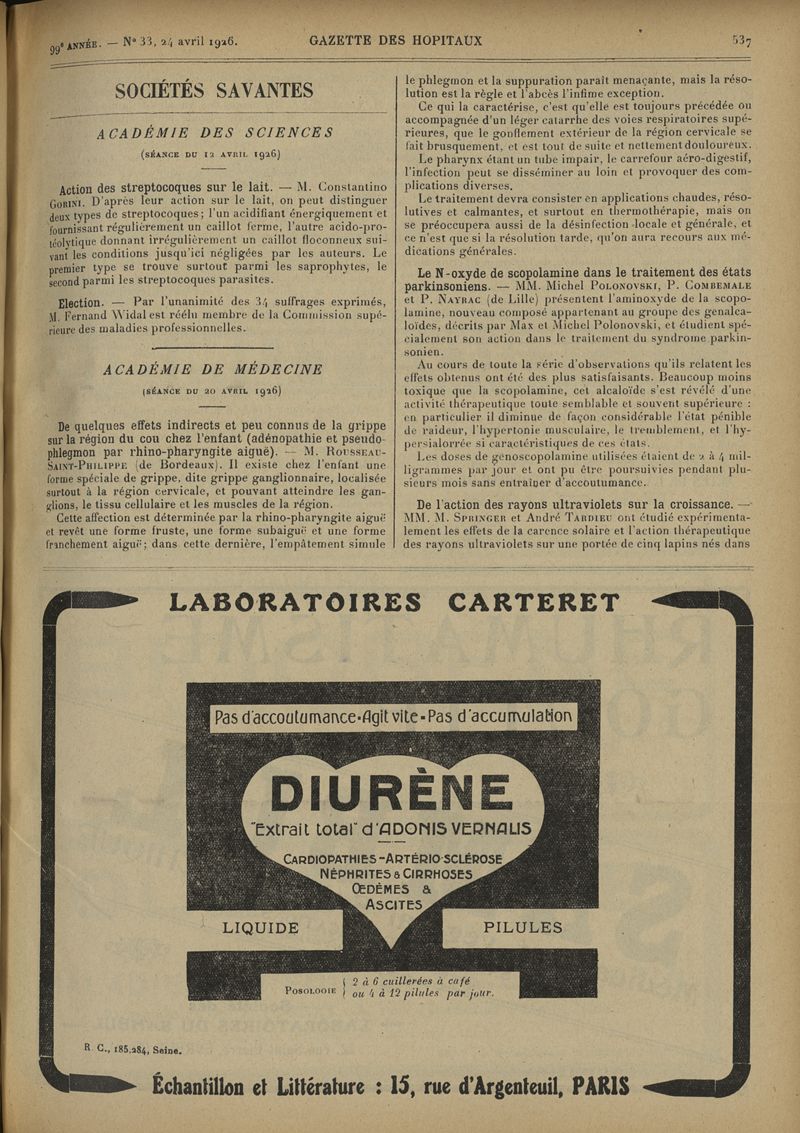 99e ANNÉE. — N° 33, 24 avril 1926. GAZETTE DES HOPITAUX 537
SOCIÉTÉS SAVANTES
ACADÉMIE DES SCIENCES
(SÉANCE DU 12 AVRIL 1926)
Action des streptocoques sur le lait. — M. Constantino
GORINI. D'après leur action sur le lait, on peut distinguer
deux types de streptocoques; l'un acidifiant énergiquement et
fournissant régulièrement un caillot ferme, l'autre acido-pro-
téolytique donnant irrégulièrement un caillot floconneux sui-
vant les conditions jusqu'ici négligées par les auteurs. Le
premier type se trouve surtout parmi les saprophytes, le
second parmi les streptocoques parasites.
Election. — Par l'unanimité des 34 suffrages exprimés,
M. Fernand Widal est réélu membre de la Commission supé-
rieure des maladies professionnelles.
ACADÉMIE DE MÉDECINE
(SÉANCE DU 20 AVRIL 1926)
De quelques effets indirects et peu connus de la grippe
sur la région du cou chez l'enfant (adénopathie et pseudo-
phlegmon par rhino-pharyngite aiguë). — M. ROUSSEAU-
SAINT-PHILIPPE (de Bordeaux). Il existe chez l'enfant une
forme spéciale de grippe, dite grippe ganglionnaire, localisée
surtout à la région cervicale, et pouvant atteindre les gan-
glions, le tissu cellulaire et les muscles de la région.
Cette affection est déterminée par la rhino-pharyngite aiguë
et revêt une forme fruste, une forme subaiguë et une forme
franchement aiguë; dans cette dernière, l'empâtement simule
le phlegmon et la suppuration paraît menaçante, mais la réso-
lution est la règle et l'abcès l'infime exception.
Ce qui la caractérise, c'est qu'elle est toujours précédée ou
accompagnée d'un léger catarrhe des voies respiratoires supé-
rieures, que le gonflement extérieur de la région cervicale se
fait brusquement, et est tout de suite et nettement douloureux.
Le pharynx étant un tube impair, le carrefour aéro-digestif,
l'infection peut se disséminer au loin et provoquer des com-
plications diverses.
Le traitement devra consister en applications chaudes, réso-
lutives et calmantes, et surtout en thermothérapie, mais on
se préoccupera aussi de la désinfection locale et générale, et
ce n'est que si la résolution tarde, qu'on aura recours aux mé-
dications générales.
Le N-oxyde de scopolamine dans le traitement des états
parkinsoniens. — MM. Michel POLONOVSKI, P. COMBEMALE
et P. NAYRAC (de Lille) présentent l'aminoxyde de la scopo-
lamine, nouveau composé appartenant au groupe des genalca-
loïdes, décrits par Max et Michel Polonovski, et étudient spé-
cialement son action dans le traitement du syndrome parkin-
sonien.
Au cours de toute la série d'observations qu'ils relatent les
effets obtenus ont été des plus satisfaisants. Beaucoup moins
toxique que la scopolamine, cet alcaloïde s'est révélé d'une
activité thérapeutique toute semblable et souvent supérieure :
en particulier il diminue de façon considérable l'état pénible
de raideur, l'hypertonie musculaire, le tremblement, et l'hy-
persialorrée si caractéristiques de ces états.
Les doses de génoscopolamine utilisées étaient de 2 à 4 mil-
ligrammes par jour et ont pu être poursuivies pendant plu-
sieurs mois sans entraîner d'accoutumance.
De l'action des rayons ultraviolets sur la croissance. —
MM. M. SPRINGER et André TARDIEU ont étudié expérimenta-
lement les effets de la carence solaire et l'action thérapeutique
des rayons ultraviolets sur une portée de cinq lapins nés dans
LABORATOIRES CARTERET
Pas d'accoutumance-Agit vite-Pas d'accumulation
DIURÈNE
"Extrait total" d'ADONIS VERNALIS
CARDIOPATHIES-ARTÉRIO-SCLÉROSE
NÉPHRITES & CIRRHOSES
ŒDÈMES &
ASCITES
LIQUIDE PILULES
POSOLOGIE { 2 à 6 cuillerées à café
ou 4 à 12 pilules par jour.
R. C., 185.284, Seine.
Échantillon et Littérature : 15, rue d'Argenteuil, PARIS